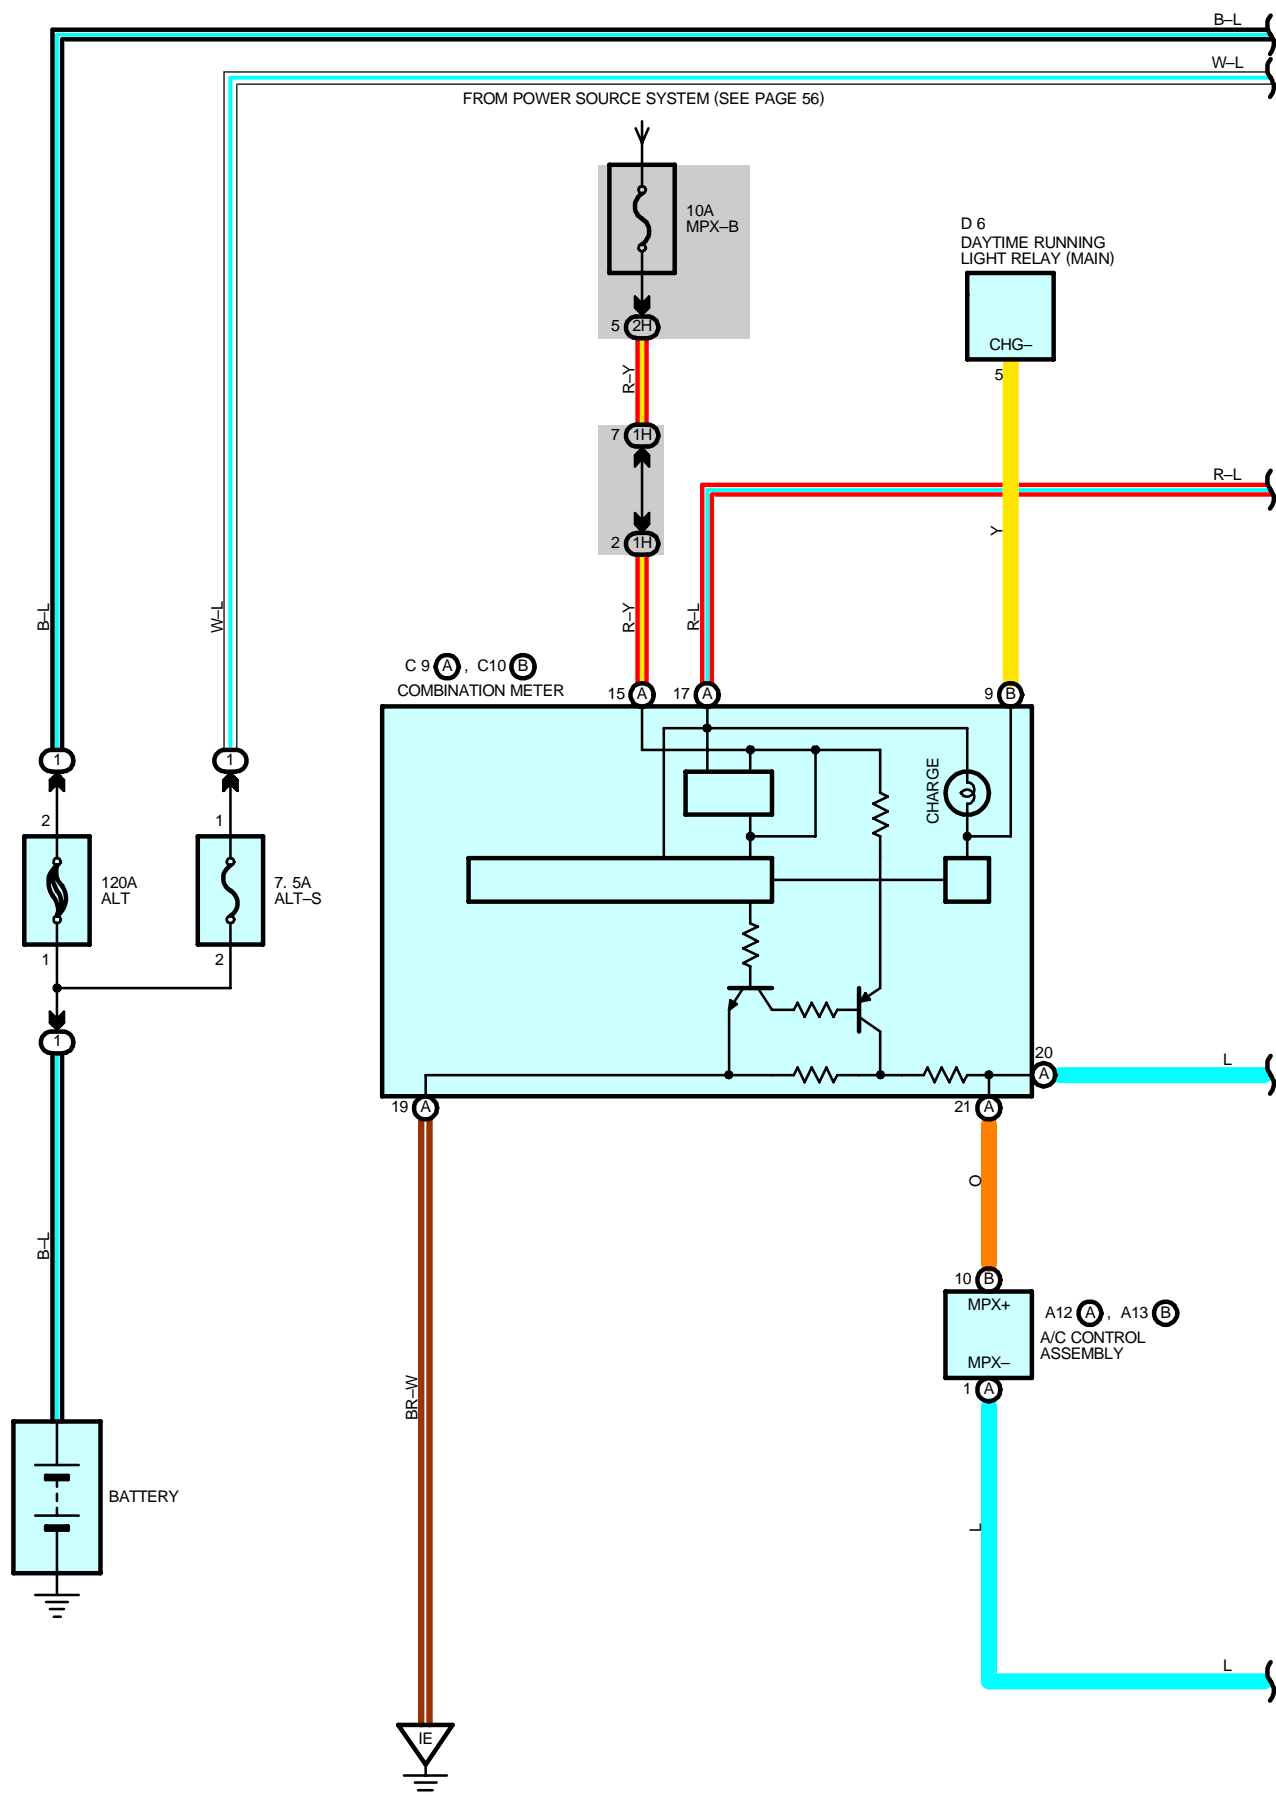 B–L
W–L
FROM POWER SOURCE SYSTEM (SEE PAGE 56)
10A
MPX–B
5 2H
R–Y
7 1H
2 1H
R–Y
R–L
D 6
DAYTIME RUNNING
LIGHT RELAY (MAIN)
CHG–
5
R–L
Y
B–L
W–L
C 9 A , C10 B
COMBINATION METER
15 A
17 A
9 B
CHARGE
1
1
2
1
120A
ALT
7. 5A
ALT–S
1
2
1
20
A
L
19 A
21 A
O
B–L
10 B
MPX+
MPX–
A12 A , A13 B
A/C CONTROL
ASSEMBLY
1 A
BR–W
BATTERY
L
L
IE